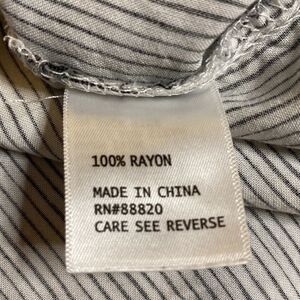 100% RAYON
MADE IN CHINA
RN#88820
CARE SEE REVERSE